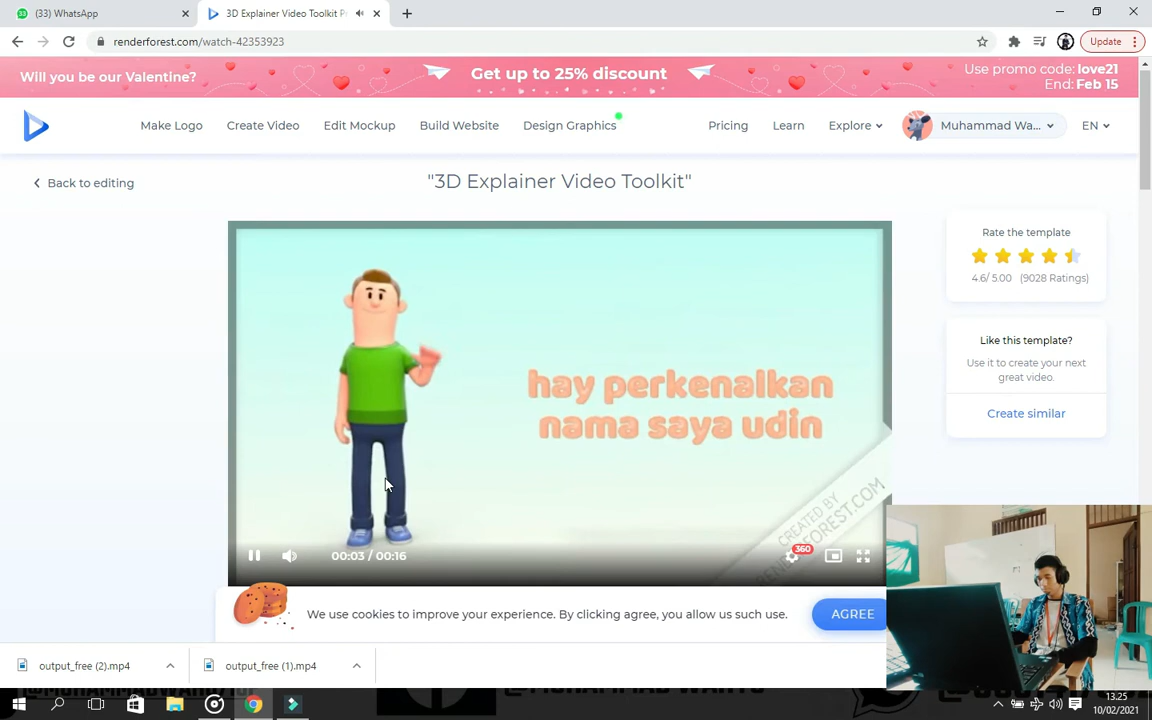 (33) WhatsApp
3D Explainer Video Toolkit Pr
renderforest.com/watch-42353923
Update
Will you be our Valentine?
Get up to 25% discount
Use promo code: love21
End: Feb 15
Make Logo
Create Video
Edit Mockup
Build Website
Design Graphics
Pricing
Learn
Explore
Muhammad Wa...
EN
Back to editing
"3D Explainer Video Toolkit"
Rate the template
4.6/ 5.00 (9028 Ratings)
Like this template?
Use it to create your next
great video.
Create similar
hay perkenalkan
nama saya udin
CREATED BY
RENDERFOREST.COM
00:03 / 00:16
360
We use cookies to improve your experience. By clicking agree, you allow us such use.
AGREE
output_free (2).mp4
output_free (1).mp4
13.25
10/02/2021